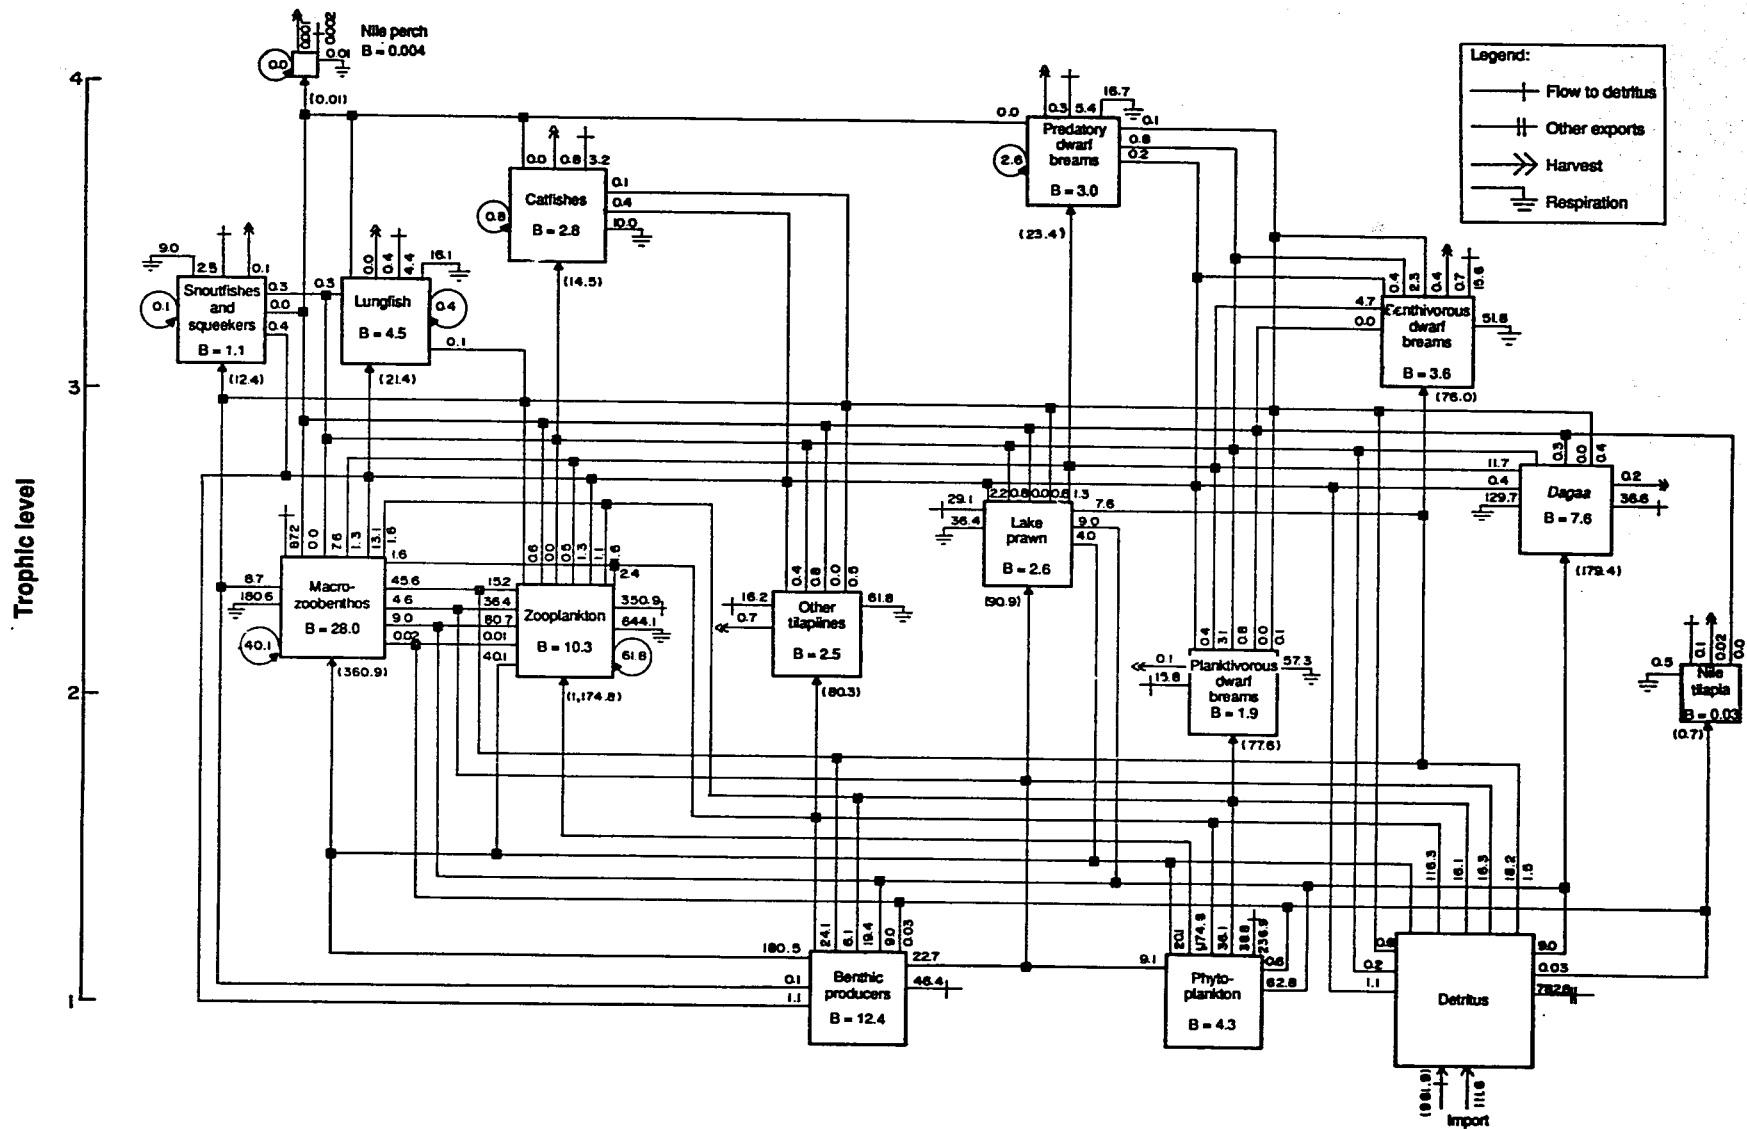 0.001
0.002
Nile perch
B = 0.004
0.0
0.01
4
(0.01)
Legend:
Flow to detritus
Other exports
Harvest
Respiration
0.0
0.3
5.4
16.7
Predatory
dwarf
breams
B = 3.0
2.6
0.1
0.8
0.2
(23.4)
0.0
0.8
3.2
Catfishes
B = 2.8
0.8
0.1
0.4
10.0
(14.5)
9.0
2.5
0.1
Snoutfishes
and
squeekers
B = 1.1
0.1
0.3
0.0
0.4
(12.4)
0.3
0.0
0.4
4.4
16.1
Lungfish
B = 4.5
0.4
0.1
(21.4)
0.4
2.3
0.4
0.7
15.6
4.7
0.0
Benthivorous
dwarf
breams
B = 3.6
51.8
(76.0)
3
Trophic level
87.2
0.0
7.6
1.3
13.1
1.6
1.6
8.7
180.6
Macro-
zoobenthos
B = 28.0
40.1
45.6
4.6
9.0
0.02
(360.9)
0.6
0.0
0.5
1.3
1.1
1.6
2.4
15.2
36.4
80.7
0.01
40.1
Zooplankton
B = 10.3
350.9
644.1
61.8
(1,174.8)
0.4
0.8
0.0
0.5
16.2
0.7
Other
tilapiines
B = 2.5
61.8
(80.3)
2.2
0.8
0.0
0.8
1.3
29.1
36.4
Lake
prawn
B = 2.6
7.6
9.0
4.0
(90.9)
0.4
3.1
0.8
0.0
0.1
0.1
15.8
Planktivorous
dwarf
breams
B = 1.9
57.3
(77.6)
0.3
0.0
0.4
11.7
0.4
129.7
Dagaa
B = 7.6
0.2
36.6
(179.4)
0.1
0.02
0.0
0.5
Nile
tilapia
B = 0.03
(0.7)
2
24.1
6.1
19.4
9.0
0.03
180.5
0.1
1.1
Benthic
producers
B = 12.4
22.7
46.4
20.1
36.1
38.8
236.9
9.1
0.6
62.8
Phyto-
plankton
B = 4.3
116.3
16.1
16.3
18.2
1.5
0.6
0.2
1.1
Detritus
9.0
0.03
111.6
Import
1